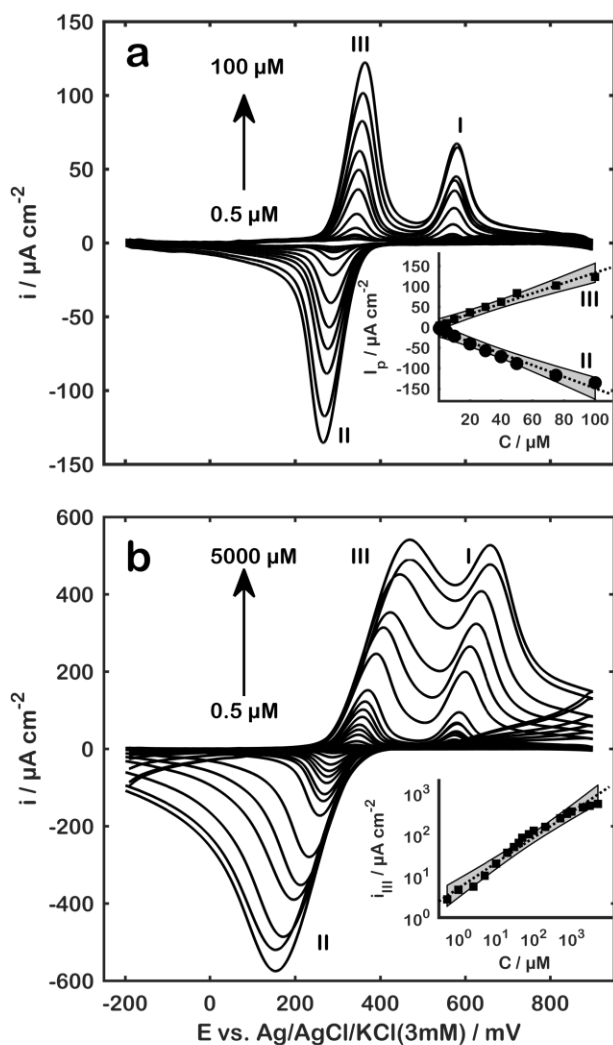 150
100
50
0
-50
-100
-150
i / µA cm⁻²
a
100 µM
0.5 µM
III
I
II
150
100
50
0
-50
-100
-150
Iₚ / µA cm⁻²
III
II
20 40 60 80 100
C / µM
600
400
200
0
-200
-400
-600
i / µA cm⁻²
b
5000 µM
0.5 µM
III
I
II
10³
10²
10¹
10⁰
i_III / µA cm⁻²
10⁰ 10¹ 10² 10³
C / µM
-200 0 200 400 600 800
E vs. Ag/AgCl/KCl(3mM) / mV